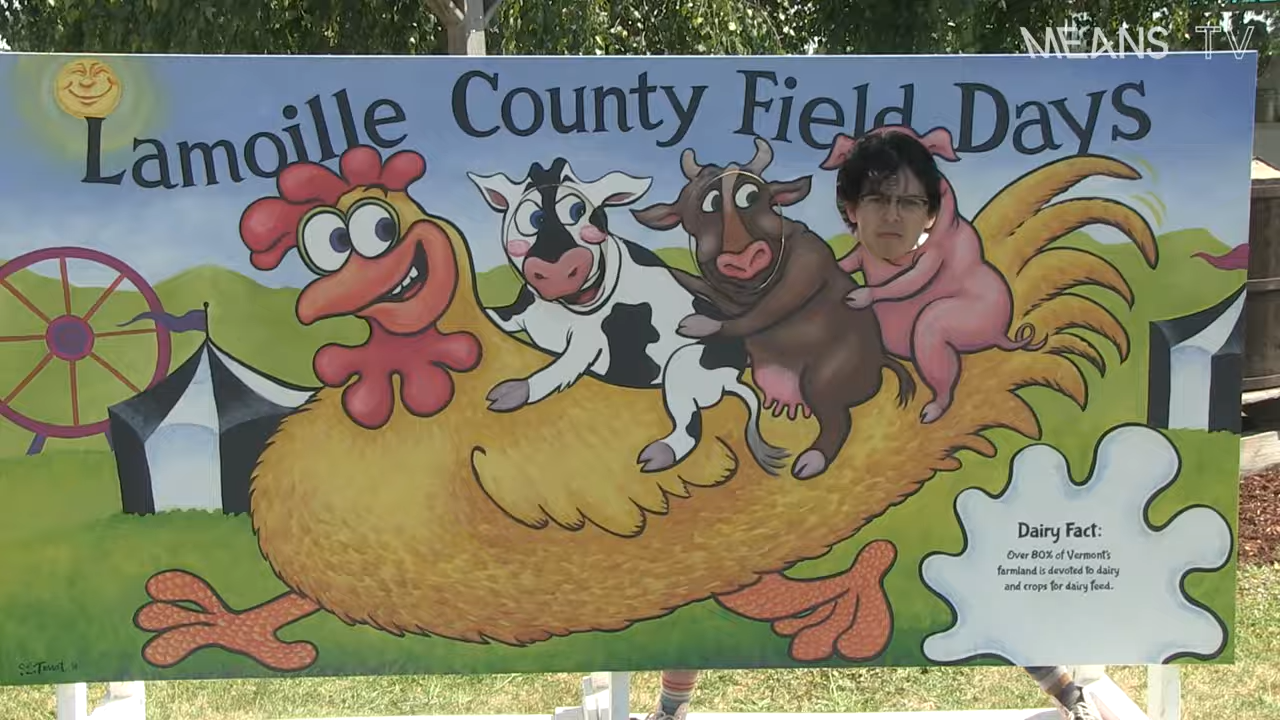 MEANS TV
Lamoille County Field Days
Dairy Fact:
Over 80% of Vermont's
farmland is devoted to dairy
and crops for dairy feed.